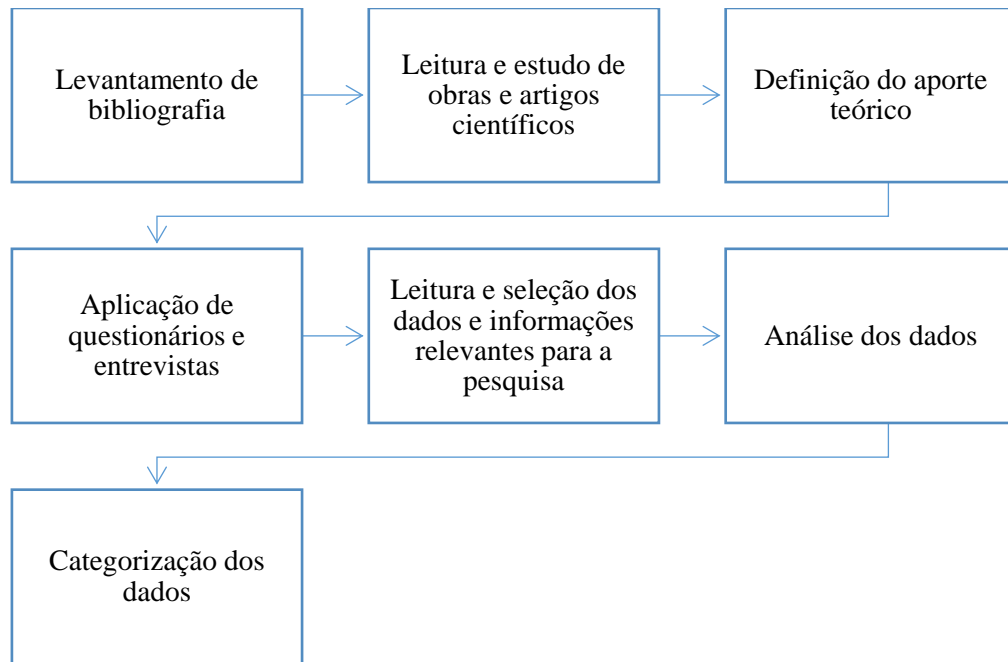 Levantamento de
bibliografia
Leitura e estudo de
obras e artigos
científicos
Definição do aporte
teórico
Aplicação de
questionários e
entrevistas
Leitura e seleção dos
dados e informações
relevantes para a
pesquisa
Análise dos dados
Categorização dos
dados